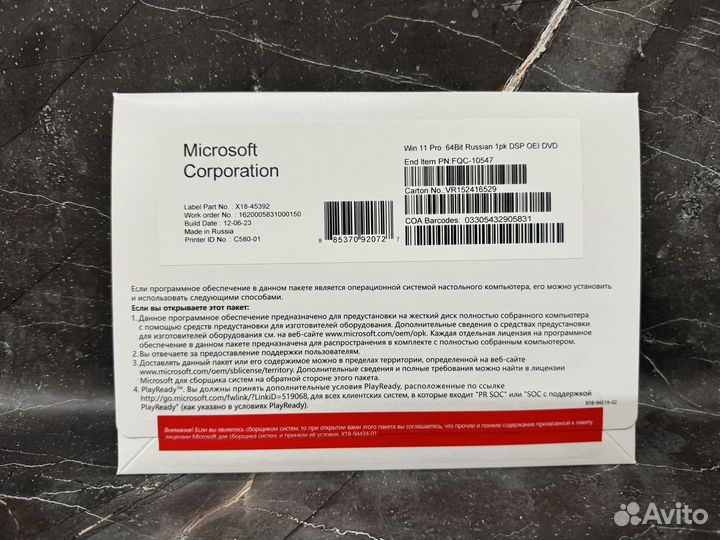 Microsoft
Corporation
Label Part No. : X18-45392
Work order No. : 1620005831000150
Build Date : 12-06-23
Made in Russia
Printer ID No : C580-01
8 85370 92072 7
Win 11 Pro 64Bit Russian 1pk DSP OEI DVD
End Item PN:FQC-10547
Carton No.:VR152416529
COA Barcodes: 03305432905831
Если программное обеспечение в данном пакете является операционной системой настольного компьютера, его можно установить
и использовать следующими способами.
Если вы открываете этот пакет:
1. Данное программное обеспечение предназначено для предустановки на жесткий диск полностью собранного компьютера
с помощью средств предустановки для изготовителей оборудования. Дополнительные сведения о средствах предустановки
для изготовителей оборудования см. на веб-сайте www.microsoft.com/oem/opk. Каждая отдельная лицензия на программное
обеспечение в данном пакете предназначена для распространения в комплекте с полностью собранным компьютером.
2. Вы отвечаете за предоставление поддержки пользователям.
3. Доставлять данный пакет или его содержимое можно в пределах территории, определенной на веб-сайте
www.microsoft.com/oem/sblicense/territory. Дополнительные сведения и полные требования можно найти в лицензии
Microsoft для сборщика систем на обратной стороне этого пакета.
4. PlayReady™. Вы должны принять дополнительные условия PlayReady, расположенные по ссылке
http://go.microsoft.com/fwlink/?LinkID=519068, для всех клиентских систем, в которые входит "PR SOC" или "SOC с поддержкой
PlayReady" (как указано в условиях PlayReady).
X18-94519-02
Внимание! Если вы являетесь сборщиком систем, то при открытии вами этого пакета вы соглашаетесь, что прочли и поняли содержание прилагаемой к пакету
лицензии Microsoft для сборщика систем, и приняли её условия. X18-94434-01
Avito